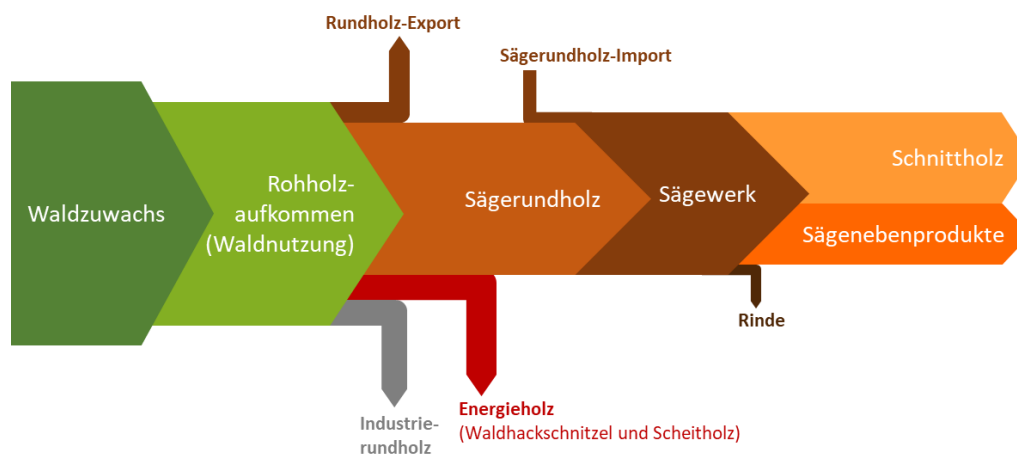 Rundholz-Export
Sägerundholz-Import
Waldzuwachs
Rohholz-
aufkommen
(Waldnutzung)
Sägerundholz
Sägewerk
Schnittholz
Sägenebenprodukte
Rinde
Energieholz
(Waldhackschnitzel und Scheitholz)
Industrie-
rundholz